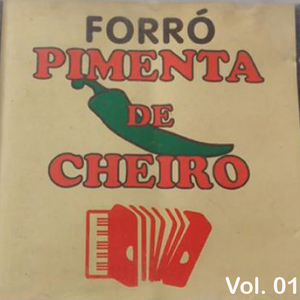 FORRÓ
PIMENTA
DE
CHEIRO
Vol. 01